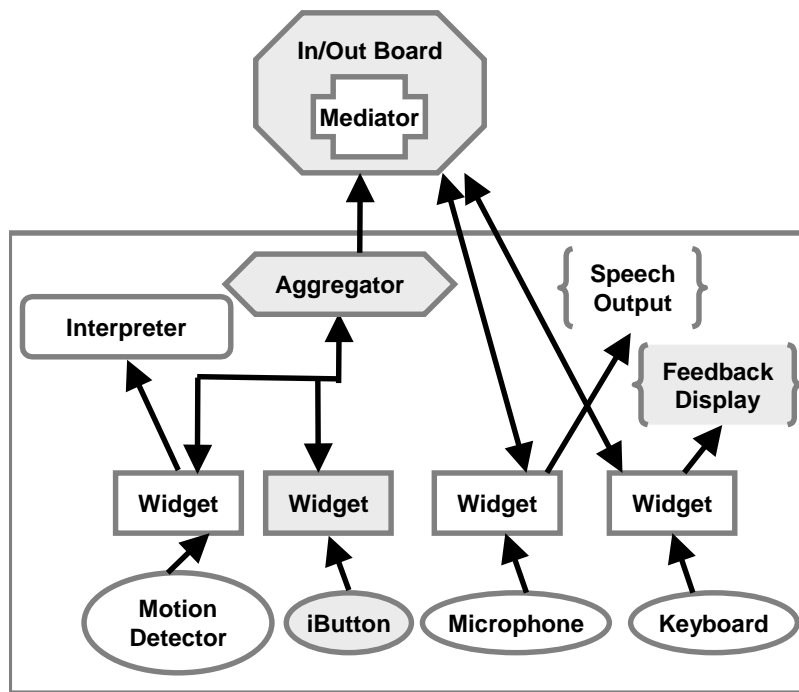 In/Out Board
Mediator
Aggregator
Speech
Output
Interpreter
Feedback
Display
Widget
Widget
Widget
Widget
Motion
Detector
iButton
Microphone
Keyboard